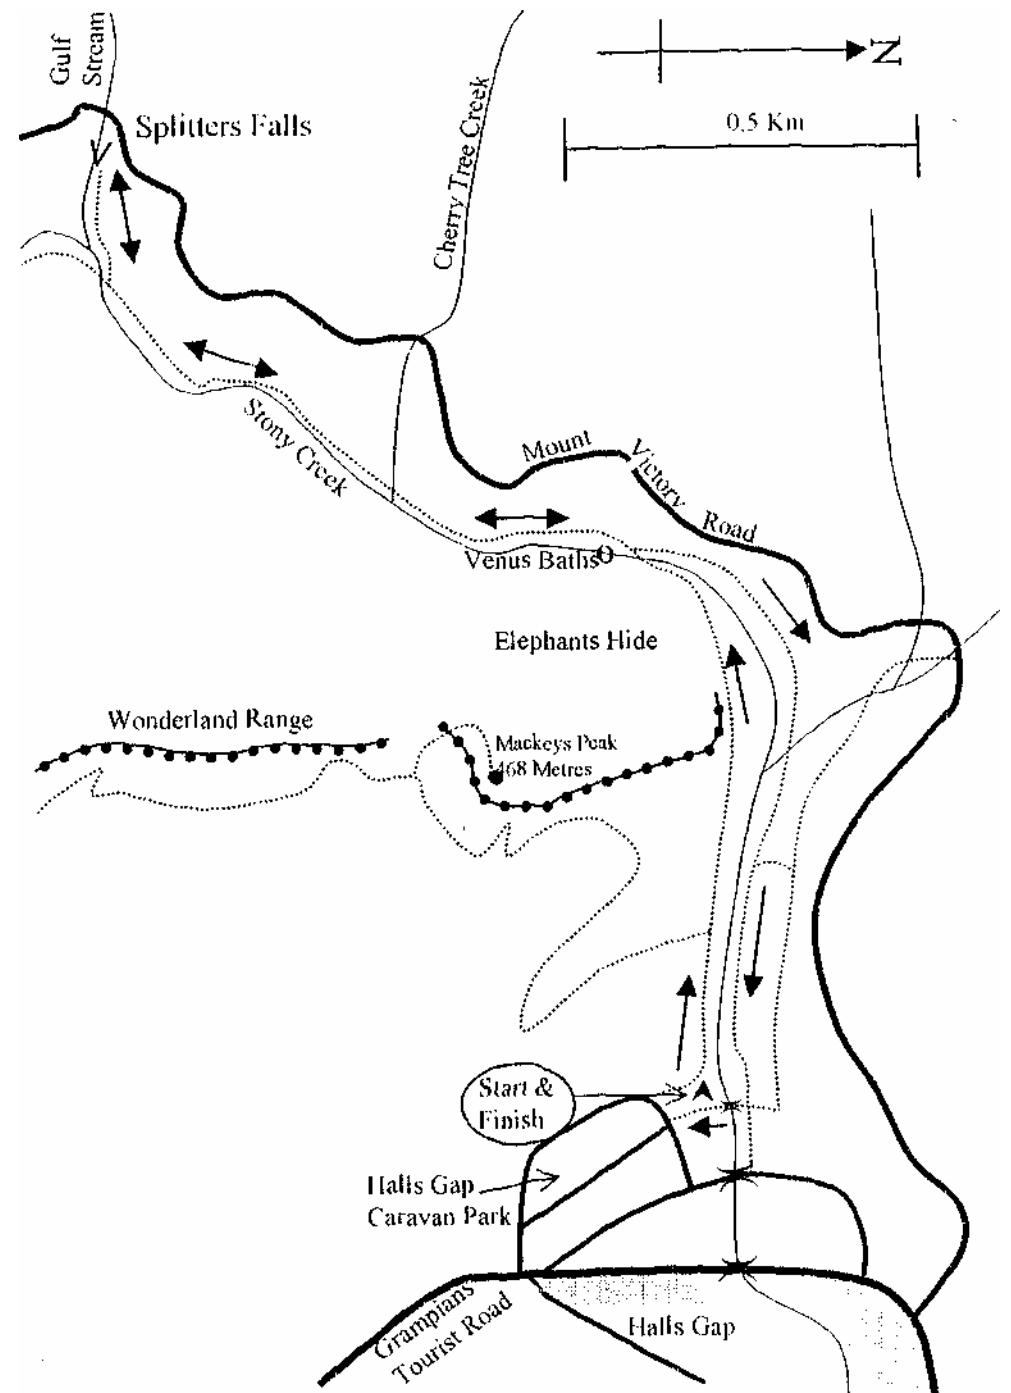 Gulf
Stream
Splitters Falls
Cherry Tree Creek
N
0.5 Km
Stony Creek
Mount Victory Road
Venus Baths
Elephants Hide
Wonderland Range
Mackeys Peak
468 Metres
Start &
Finish
Halls Gap
Caravan Park
Grampians
Tourist Road
Halls Gap